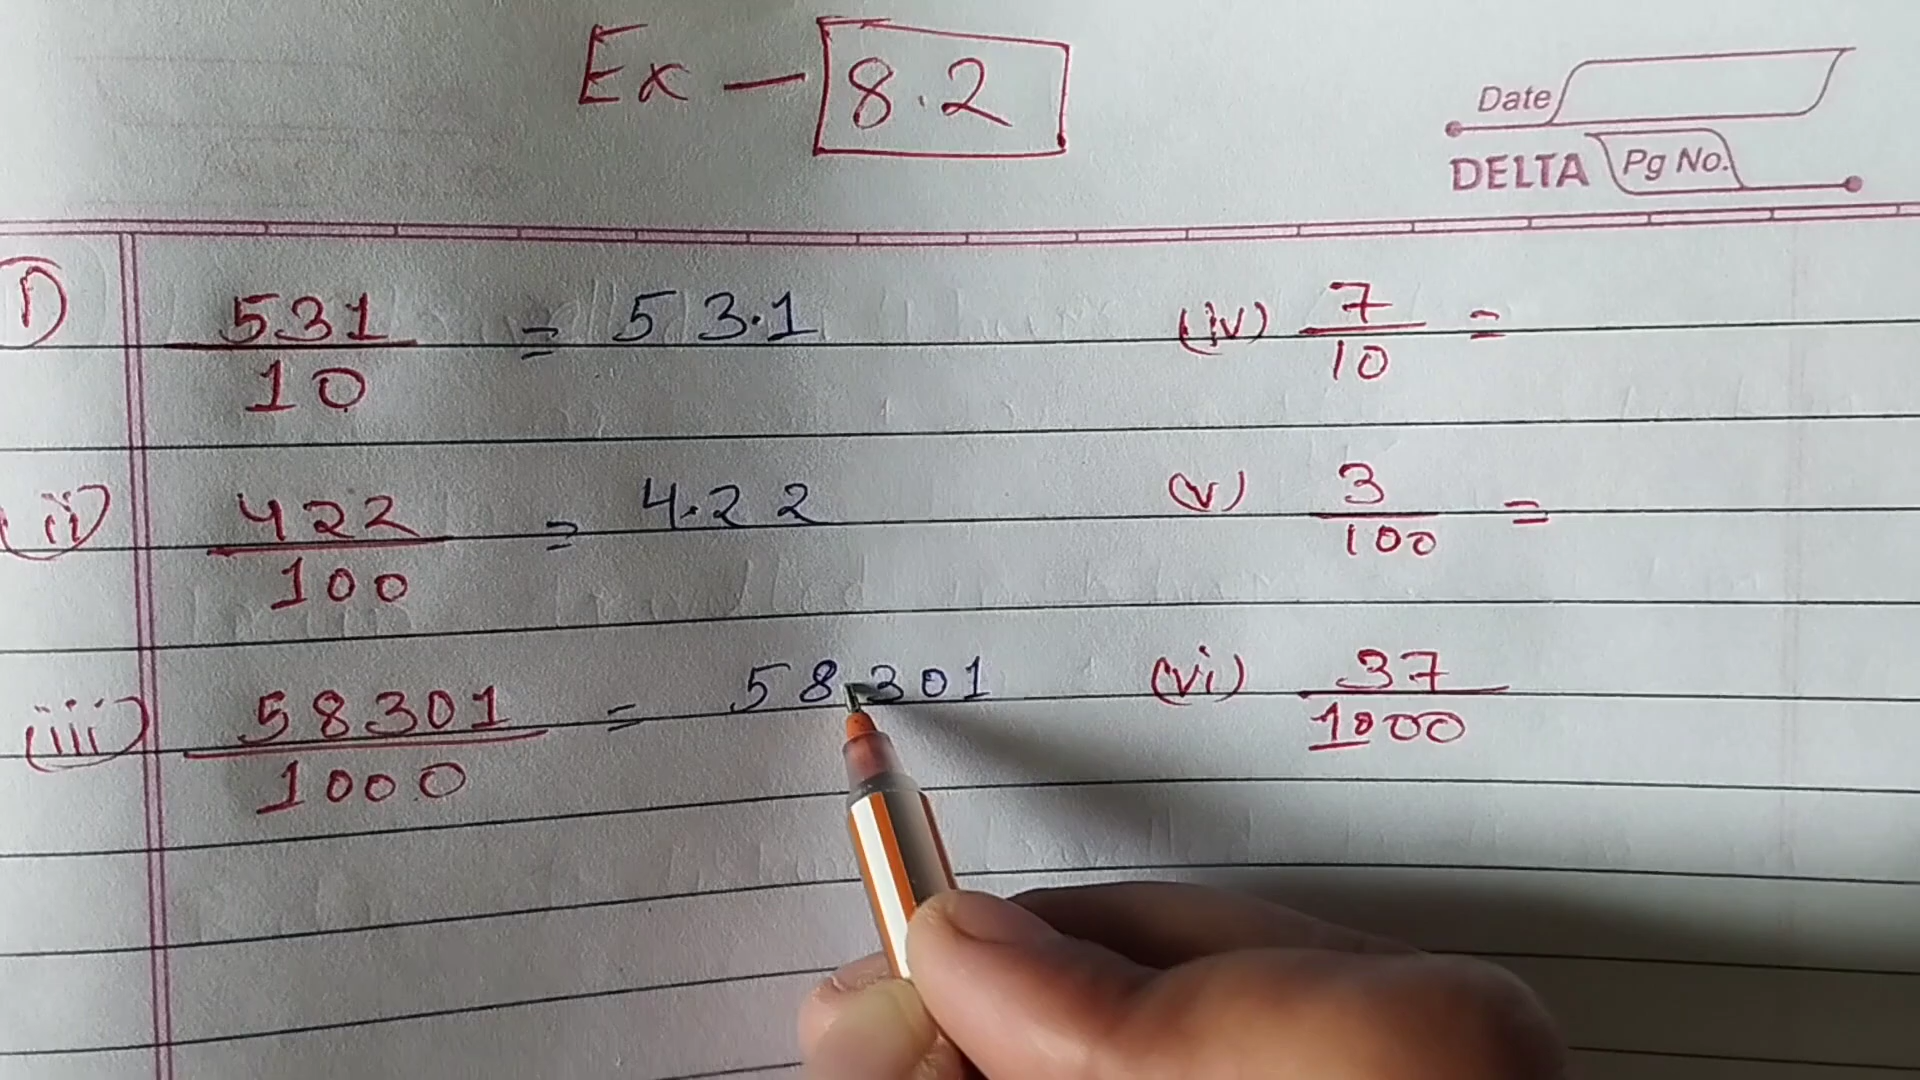 Ex – 8.2
Date
DELTA Pg No.
1) 531/10 = 53.1
(iv) 7/10 =
(ii) 422/100 = 4.22
(v) 3/100 =
(iii) 58301/1000 = 58.301
(vi) 37/1000